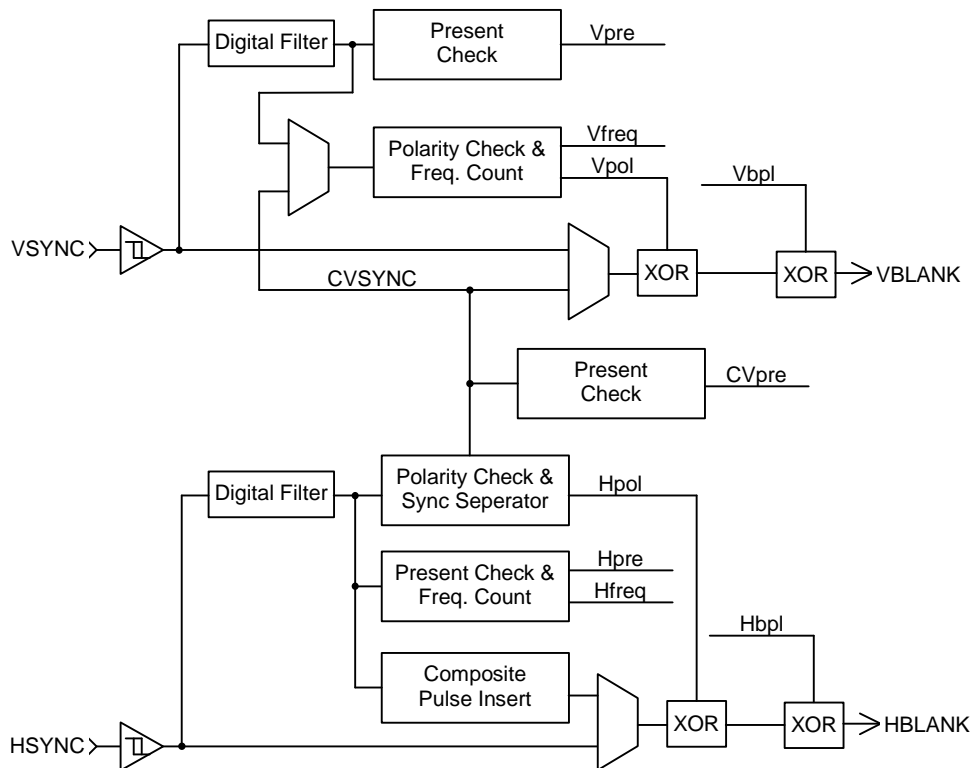 Digital Filter
Present
Check
Vpre
Polarity Check &
Freq. Count
Vfreq
Vpol
Vbpl
VSYNC
XOR
XOR
VBLANK
CVSYNC
Present
Check
CVpre
Digital Filter
Polarity Check &
Sync Seperator
Hpol
Present Check &
Freq. Count
Hpre
Hfreq
Hbpl
Composite
Pulse Insert
HSYNC
XOR
XOR
HBLANK